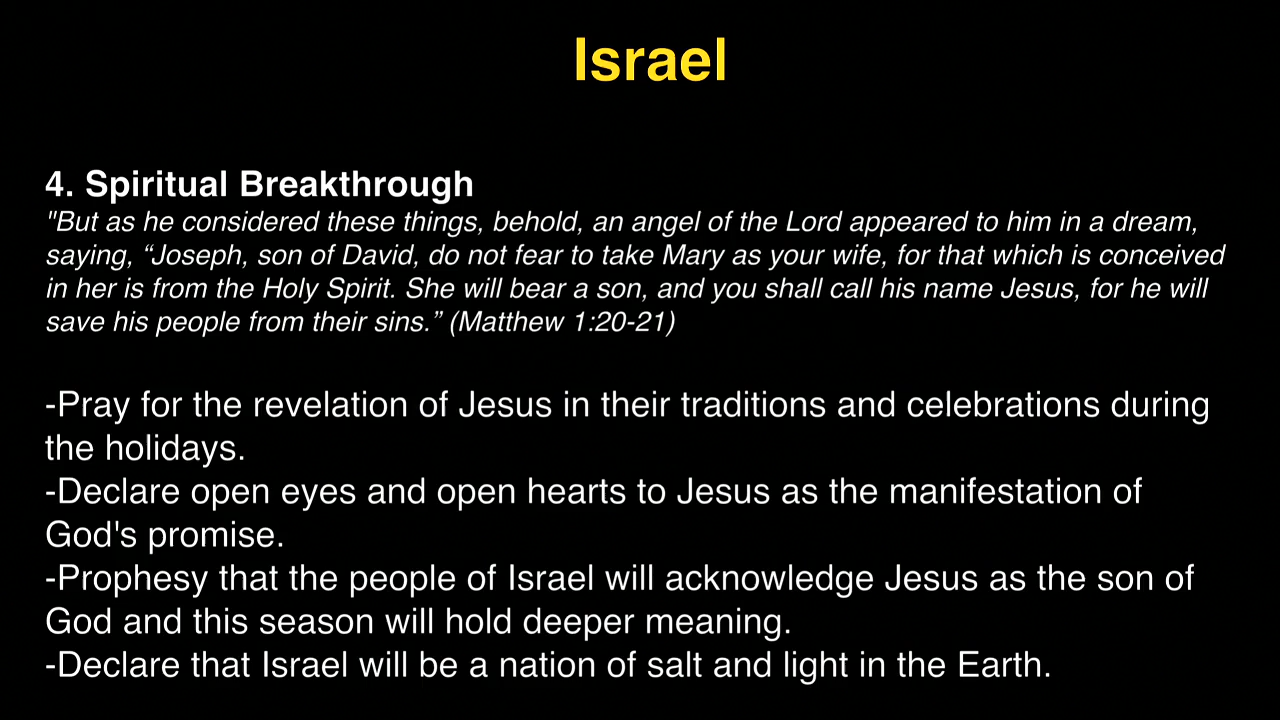 Israel
4. Spiritual Breakthrough
"But as he considered these things, behold, an angel of the Lord appeared to him in a dream,
saying, “Joseph, son of David, do not fear to take Mary as your wife, for that which is conceived
in her is from the Holy Spirit. She will bear a son, and you shall call his name Jesus, for he will
save his people from their sins.” (Matthew 1:20-21)
-Pray for the revelation of Jesus in their traditions and celebrations during
the holidays.
-Declare open eyes and open hearts to Jesus as the manifestation of
God's promise.
-Prophesy that the people of Israel will acknowledge Jesus as the son of
God and this season will hold deeper meaning.
-Declare that Israel will be a nation of salt and light in the Earth.